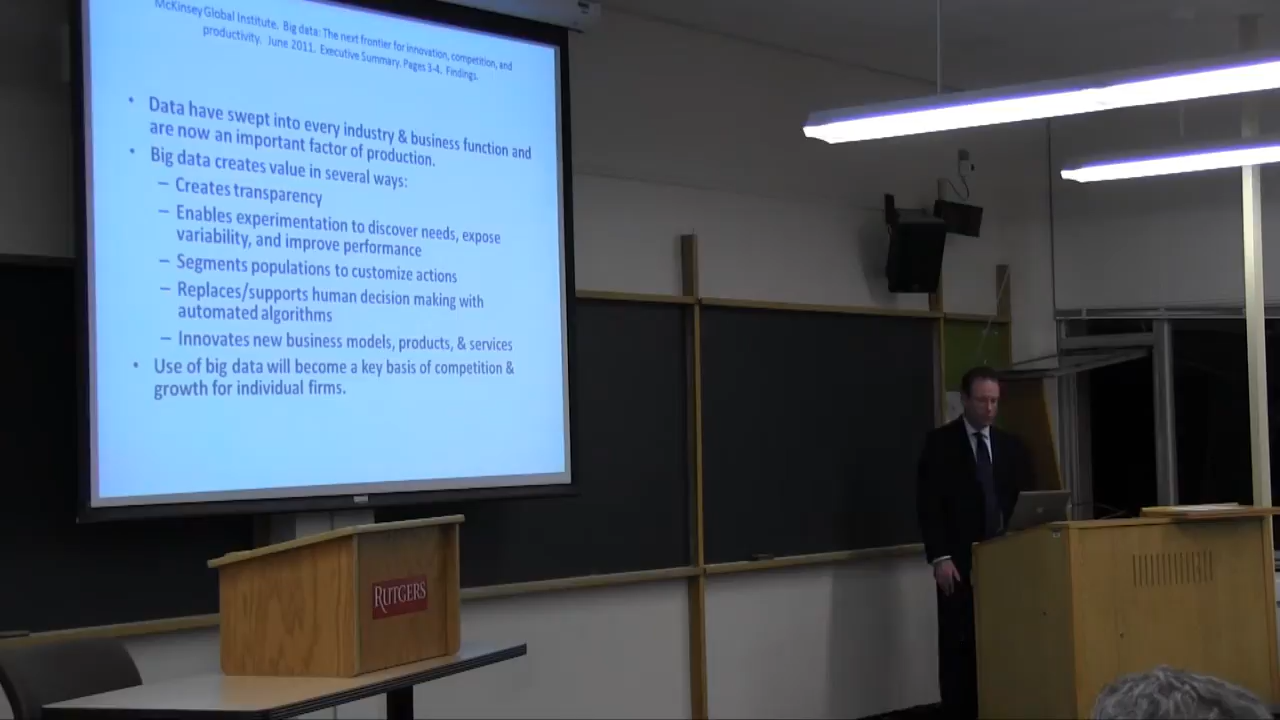 McKinsey Global Institute. Big data: The next frontier for innovation, competition, and
productivity. June 2011. Executive Summary. Pages 3-4. Findings.
• Data have swept into every industry & business function and
are now an important factor of production.
• Big data creates value in several ways:
– Creates transparency
– Enables experimentation to discover needs, expose
variability, and improve performance
– Segments populations to customize actions
– Replaces/supports human decision making with
automated algorithms
– Innovates new business models, products, & services
• Use of big data will become a key basis of competition &
growth for individual firms.
RUTGERS